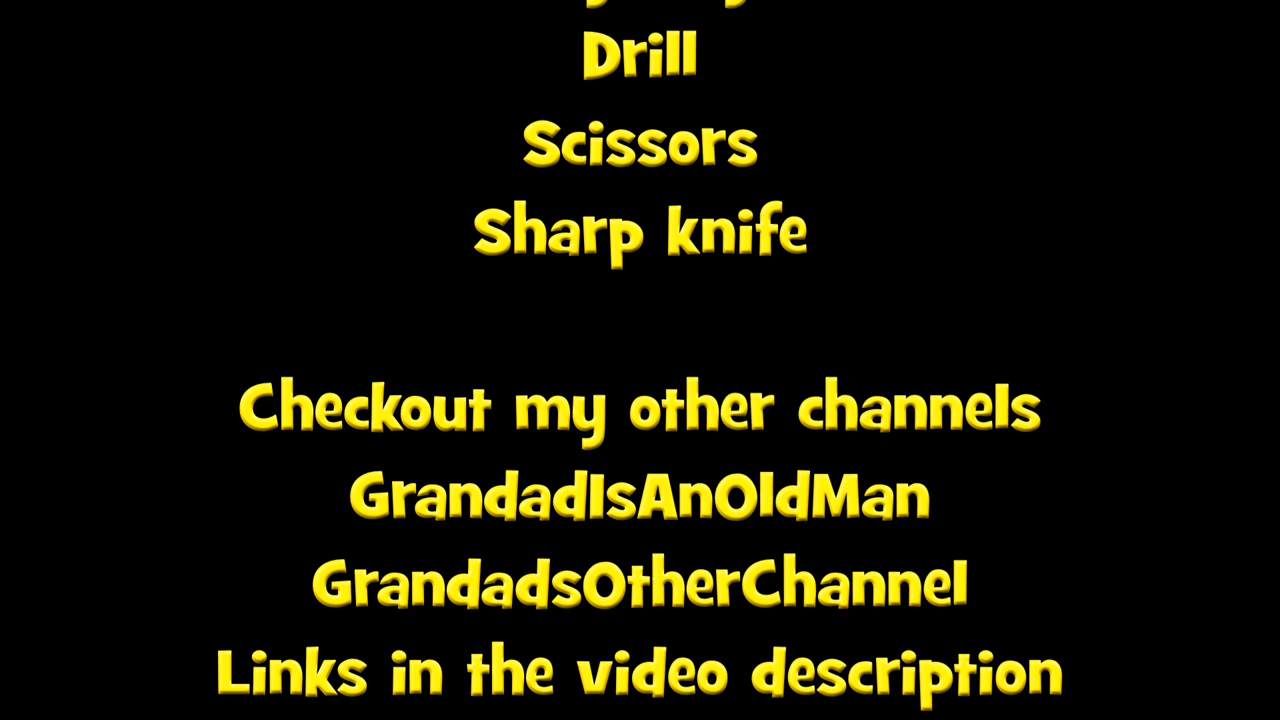 Drill
Scissors
Sharp knife
Checkout my other channels
GrandadIsAnOldMan
GrandadsOtherChannel
Links in the video description